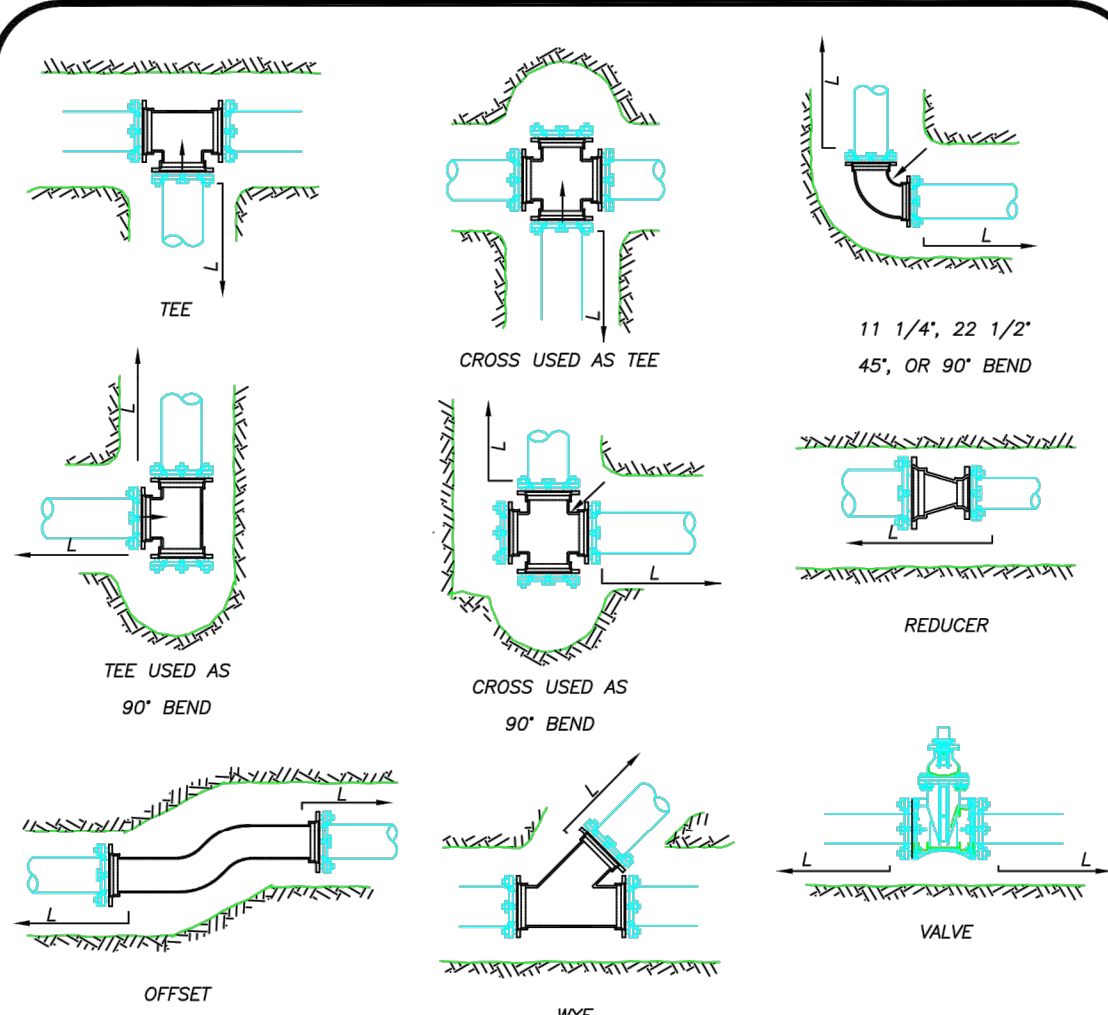 L
TEE
L
CROSS USED AS TEE
L
L
11 1/4°, 22 1/2°
45°, OR 90° BEND
L
L
TEE USED AS
90° BEND
L
L
CROSS USED AS
90° BEND
L
REDUCER
L
L
OFFSET
L
WYE
L
L
VALVE